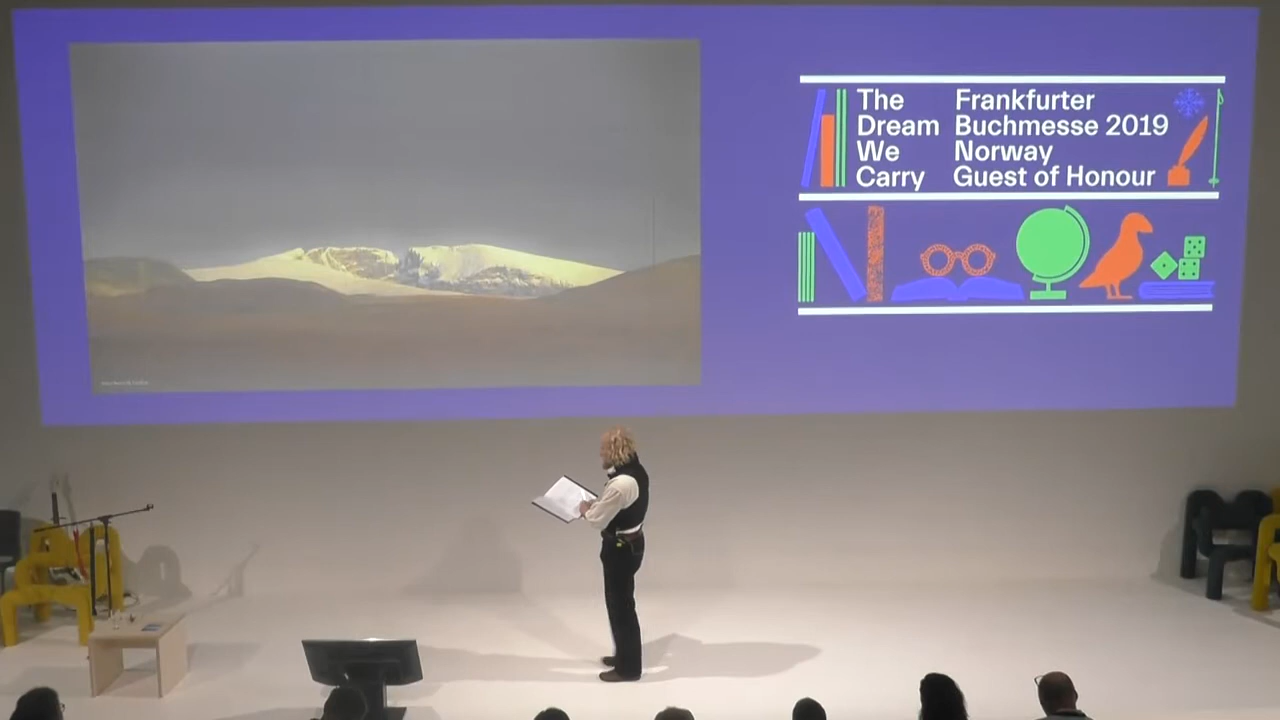 The
Dream
We
Carry
Frankfurter
Buchmesse 2019
Norway
Guest of Honour